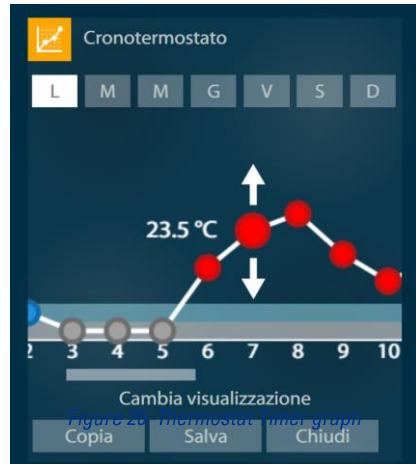 Cronotermostato
L M M G V S D
23.5 °C
2 3 4 5 6 7 8 9 10
Cambia visualizzazione
Figure 26 Thermostat Timer graph
Copia Salva Chiudi